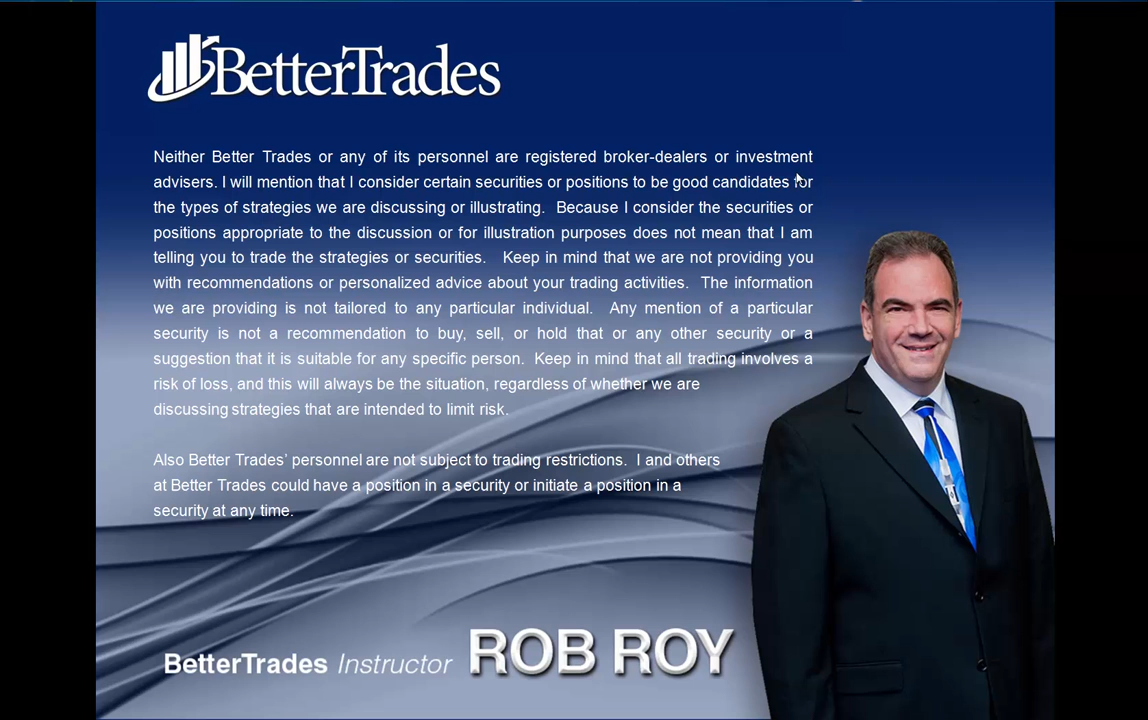 BetterTrades
Neither Better Trades or any of its personnel are registered broker-dealers or investment
advisers. I will mention that I consider certain securities or positions to be good candidates for
the types of strategies we are discussing or illustrating. Because I consider the securities or
positions appropriate to the discussion or for illustration purposes does not mean that I am
telling you to trade the strategies or securities. Keep in mind that we are not providing you
with recommendations or personalized advice about your trading activities. The information
we are providing is not tailored to any particular individual. Any mention of a particular
security is not a recommendation to buy, sell, or hold that or any other security or a
suggestion that it is suitable for any specific person. Keep in mind that all trading involves a
risk of loss, and this will always be the situation, regardless of whether we are
discussing strategies that are intended to limit risk.
Also Better Trades’ personnel are not subject to trading restrictions. I and others
at Better Trades could have a position in a security or initiate a position in a
security at any time.
BetterTrades Instructor ROB ROY